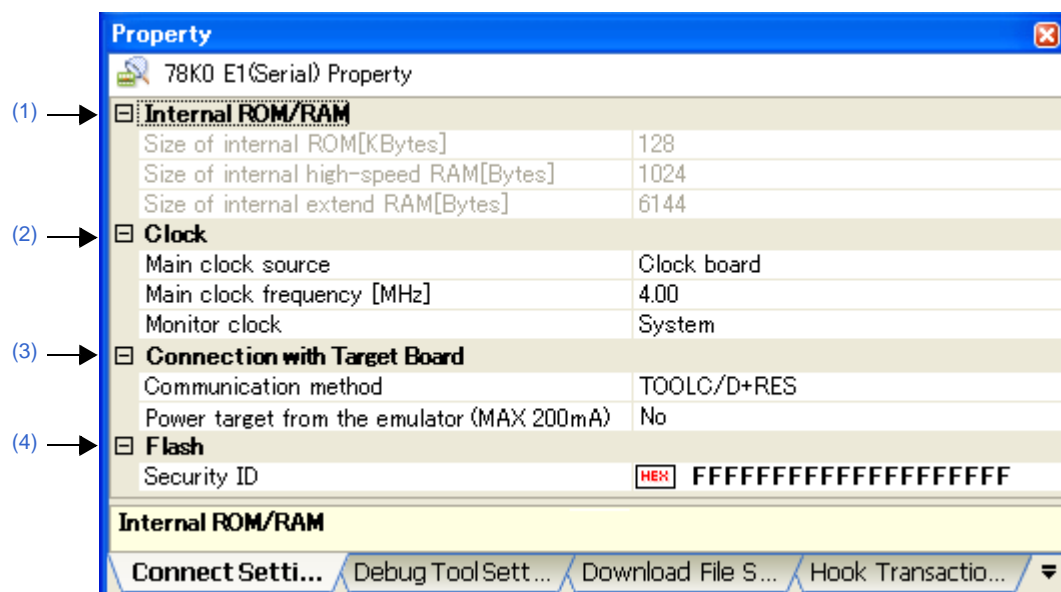 Property
78K0 E1(Serial) Property
(1) Internal ROM/RAM
Size of internal ROM[KBytes] 128
Size of internal high-speed RAM[Bytes] 1024
Size of internal extend RAM[Bytes] 6144
(2) Clock
Main clock source Clock board
Main clock frequency [MHz] 4.00
Monitor clock System
(3) Connection with Target Board
Communication method TOOLC/D+RES
Power target from the emulator (MAX 200mA) No
(4) Flash
Security ID HEX FFFFFFFFFFFFFFFFFFFF
Internal ROM/RAM
Connect Setti... Debug Tool Sett... Download File S... Hook Transactio...